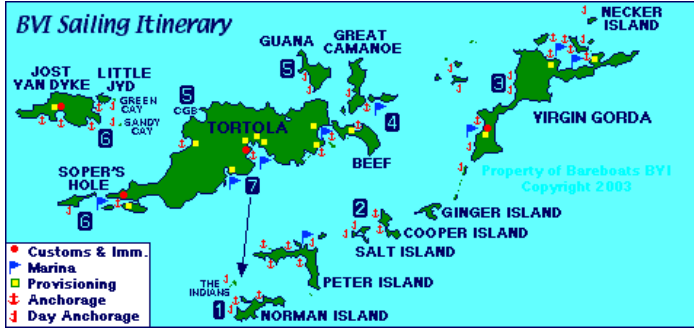 BVI Sailing Itinerary
NECKER
ISLAND
GREAT
CAMANOE
GUANA
5
JOST
VAN DYKE
LITTLE
JYD
GREEN
CAY
SANDY
CAY
6
5
CGB
3
TORTOLA
4
VIRGIN GORDA
BEEF
SOPER'S
HOLE
6
7
Property of Bareboats BVI
Copyright 2003
2
GINGER ISLAND
COOPER ISLAND
SALT ISLAND
PETER ISLAND
THE
INDIANS
1
NORMAN ISLAND
Customs & Imm.
Marina
Provisioning
Anchorage
Day Anchorage